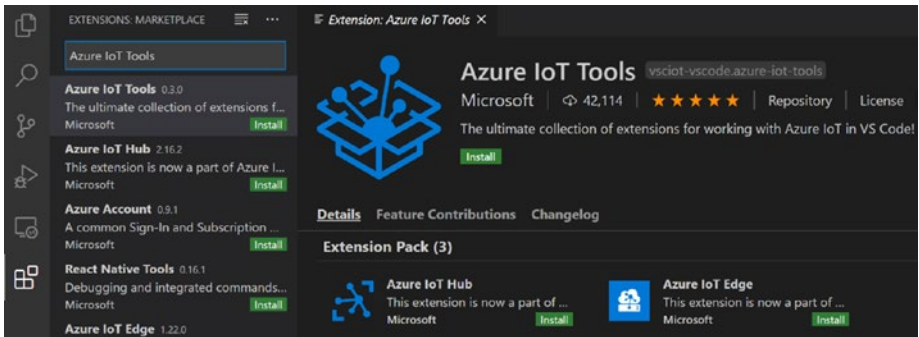 EXTENSIONS: MARKETPLACE
Azure IoT Tools
Azure IoT Tools 0.3.0
The ultimate collection of extensions f...
Microsoft Install
Azure IoT Hub 2.16.2
This extension is now a part of Azure I...
Microsoft Install
Azure Account 0.9.1
A common Sign-In and Subscription ...
Microsoft Install
React Native Tools 0.16.1
Debugging and integrated commands...
Microsoft Install
Azure IoT Edge 1.22.0
Extension: Azure IoT Tools
Azure IoT Tools vsciot-vscode.azure-iot-tools
Microsoft 42,114 Repository License
The ultimate collection of extensions for working with Azure IoT in VS Code!
Install
Details Feature Contributions Changelog
Extension Pack (3)
Azure IoT Hub
This extension is now a part of ...
Microsoft Install
Azure IoT Edge
This extension is now a part of ...
Microsoft Install